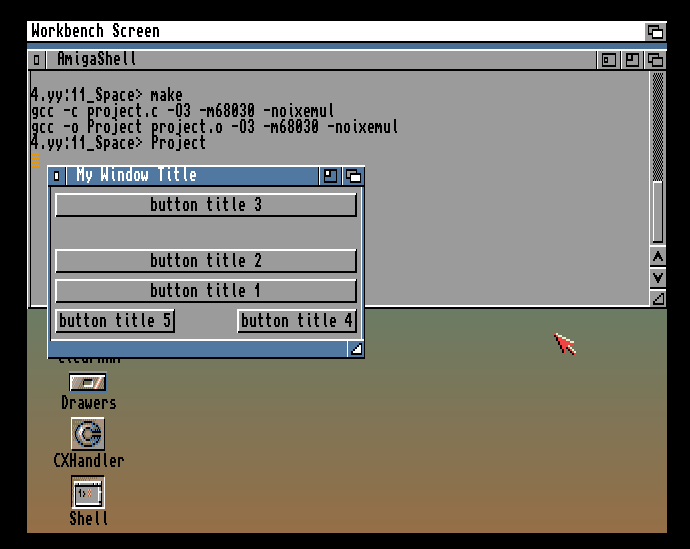 Workbench Screen
AmigaShell
4.yy:11_Space> make
gcc -c project.c -O3 -m68030 -noixemul
gcc -o Project project.o -O3 -m68030 -noixemul
4.yy:11_Space> Project
My Window Title
button title 3
button title 2
button title 1
button title 5
button title 4
Drawers
CXHandler
Shell